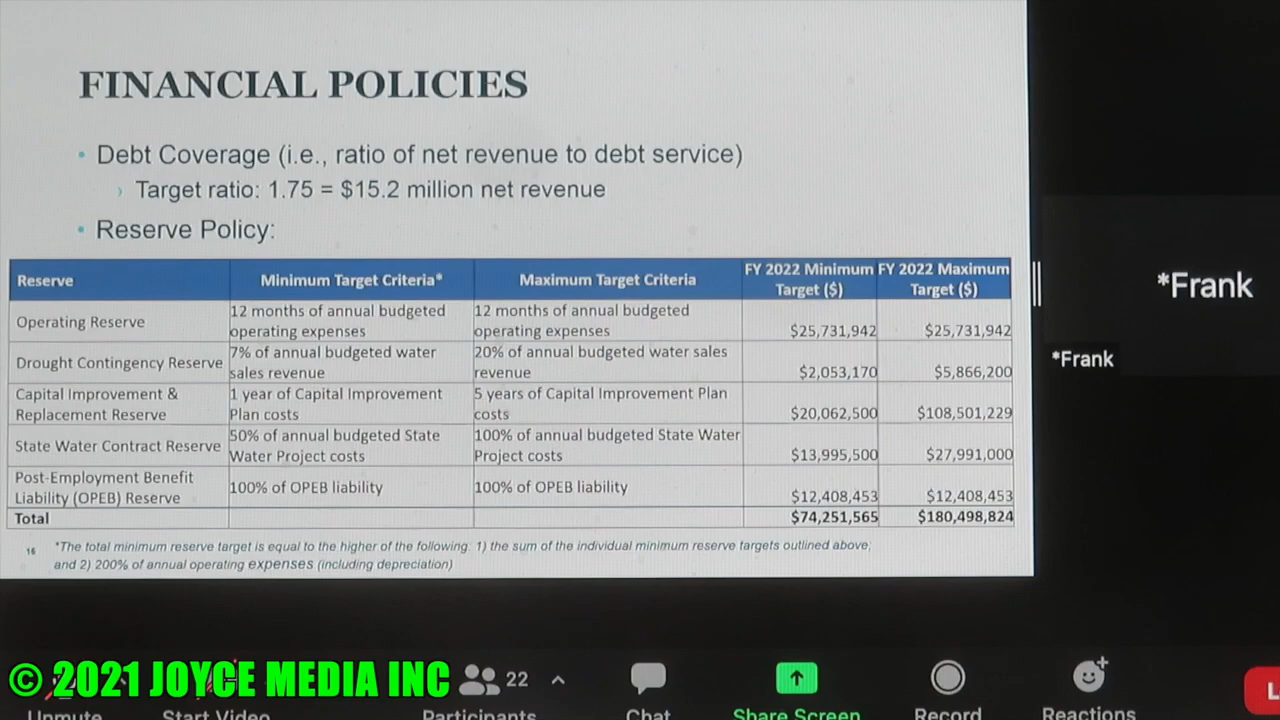 FINANCIAL POLICIES
• Debt Coverage (i.e., ratio of net revenue to debt service)
› Target ratio: 1.75 = $15.2 million net revenue
• Reserve Policy:
Reserve Minimum Target Criteria* Maximum Target Criteria FY 2022 Minimum Target ($) FY 2022 Maximum Target ($)
Operating Reserve 12 months of annual budgeted operating expenses 12 months of annual budgeted operating expenses $25,731,942 $25,731,942
Drought Contingency Reserve 7% of annual budgeted water sales revenue 20% of annual budgeted water sales revenue $2,053,170 $5,866,200
Capital Improvement & Replacement Reserve 1 year of Capital Improvement Plan costs 5 years of Capital Improvement Plan costs $20,062,500 $108,501,229
State Water Contract Reserve 50% of annual budgeted State Water Project costs 100% of annual budgeted State Water Project costs $13,995,500 $27,991,000
Post-Employment Benefit Liability (OPEB) Reserve 100% of OPEB liability 100% of OPEB liability $12,408,453 $12,408,453
Total $74,251,565 $180,498,824
16 *The total minimum reserve target is equal to the higher of the following: 1) the sum of the individual minimum reserve targets outlined above;
and 2) 200% of annual operating expenses (including depreciation)
*Frank
*Frank
© 2021 JOYCE MEDIA INC
22
Unmute Start Video Participants Chat Share Screen Record Reactions